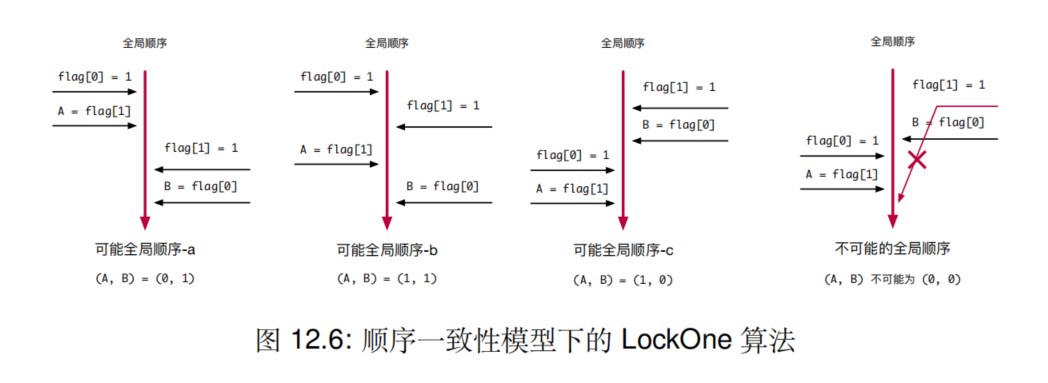 全局顺序
flag[0] = 1
A = flag[1]
flag[1] = 1
B = flag[0]
可能全局顺序-a
(A, B) = (0, 1)
全局顺序
flag[0] = 1
flag[1] = 1
A = flag[1]
B = flag[0]
可能全局顺序-b
(A, B) = (1, 1)
全局顺序
flag[1] = 1
B = flag[0]
flag[0] = 1
A = flag[1]
可能全局顺序-c
(A, B) = (1, 0)
全局顺序
flag[1] = 1
B = flag[0]
flag[0] = 1
A = flag[1]
不可能的全局顺序
(A, B) 不可能为 (0, 0)
图 12.6: 顺序一致性模型下的 LockOne 算法